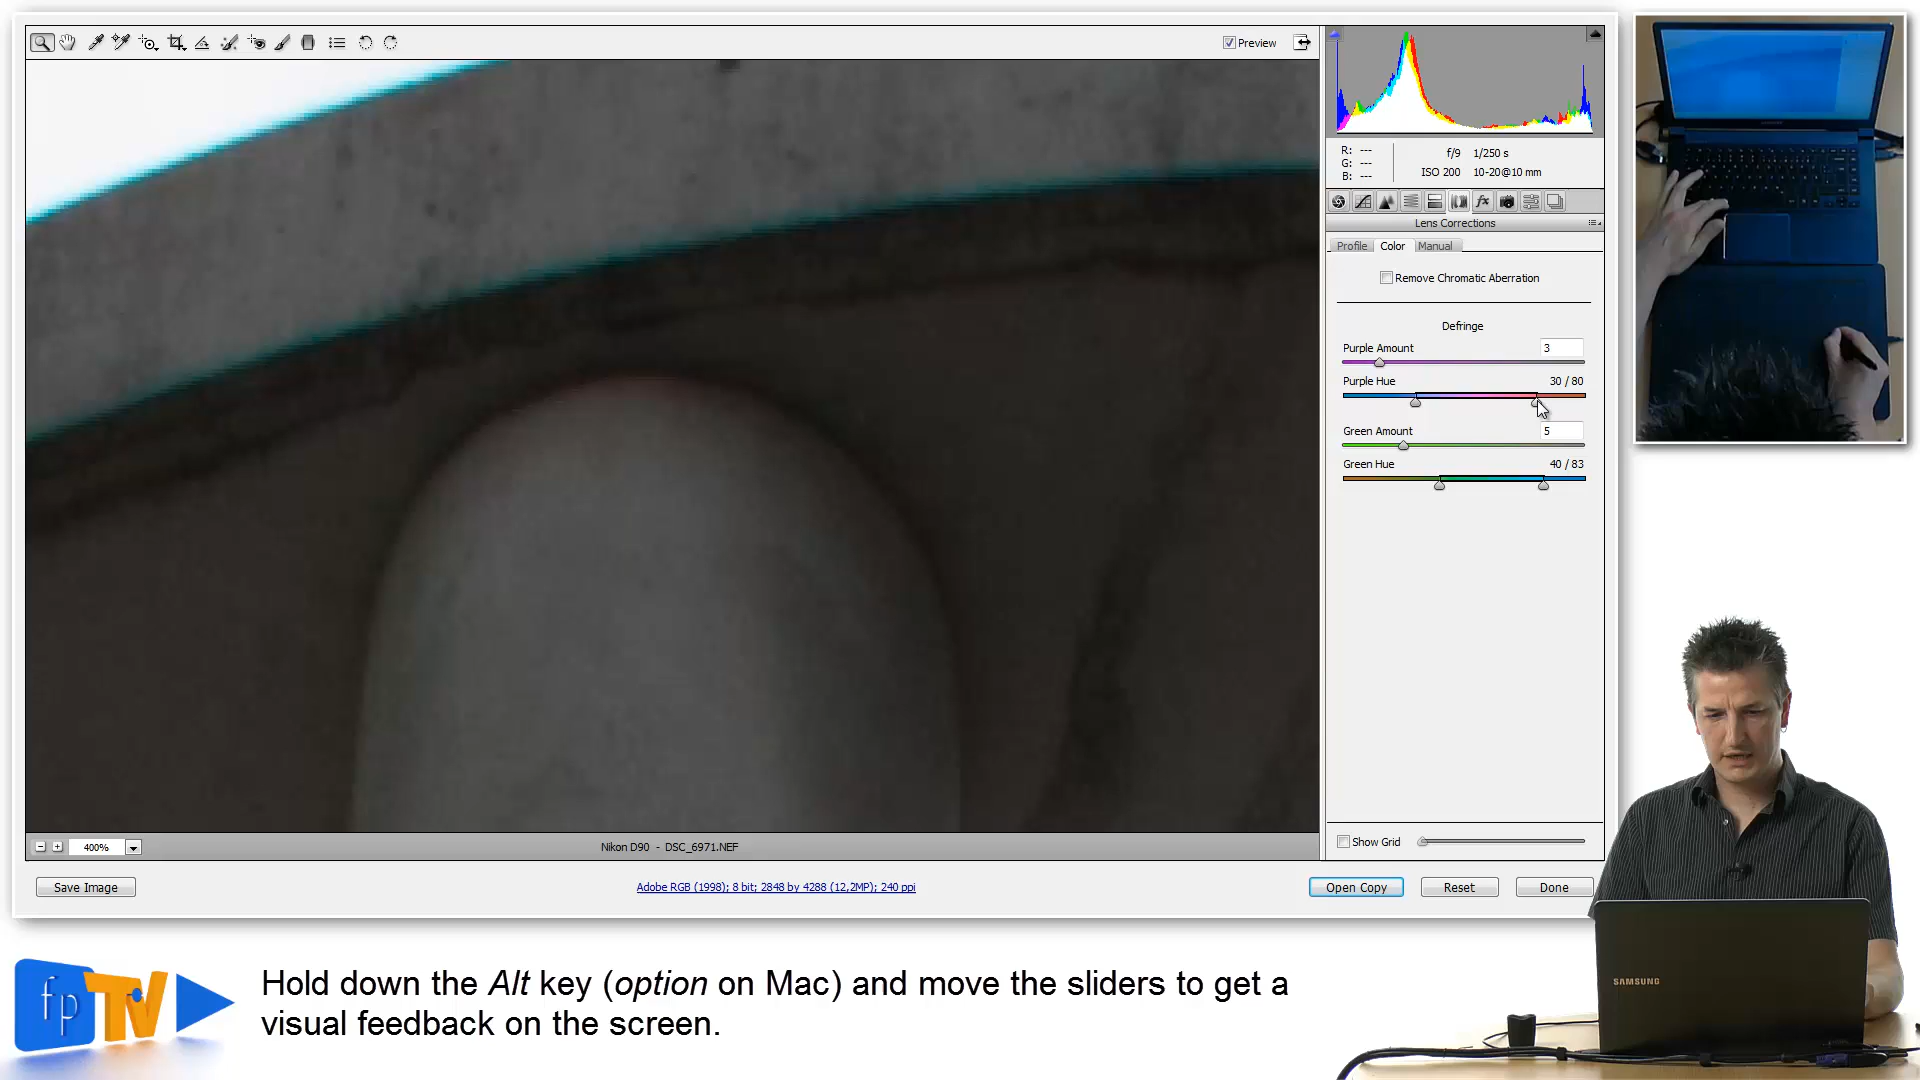 Preview
R: ---
G: ---
B: ---
f/9 1/250 s
ISO 200 10-20@10 mm
Lens Corrections
Profile Color Manual
Remove Chromatic Aberration
Defringe
Purple Amount 3
Purple Hue 30 / 80
Green Amount 5
Green Hue 40 / 83
Show Grid
400%
Nikon D90 - DSC_6971.NEF
Save Image
Adobe RGB (1998); 8 bit; 2848 by 4288 (12,2MP); 240 ppi
Open Copy Reset Done
SAMSUNG
fpTV
Hold down the Alt key (option on Mac) and move the sliders to get a
visual feedback on the screen.